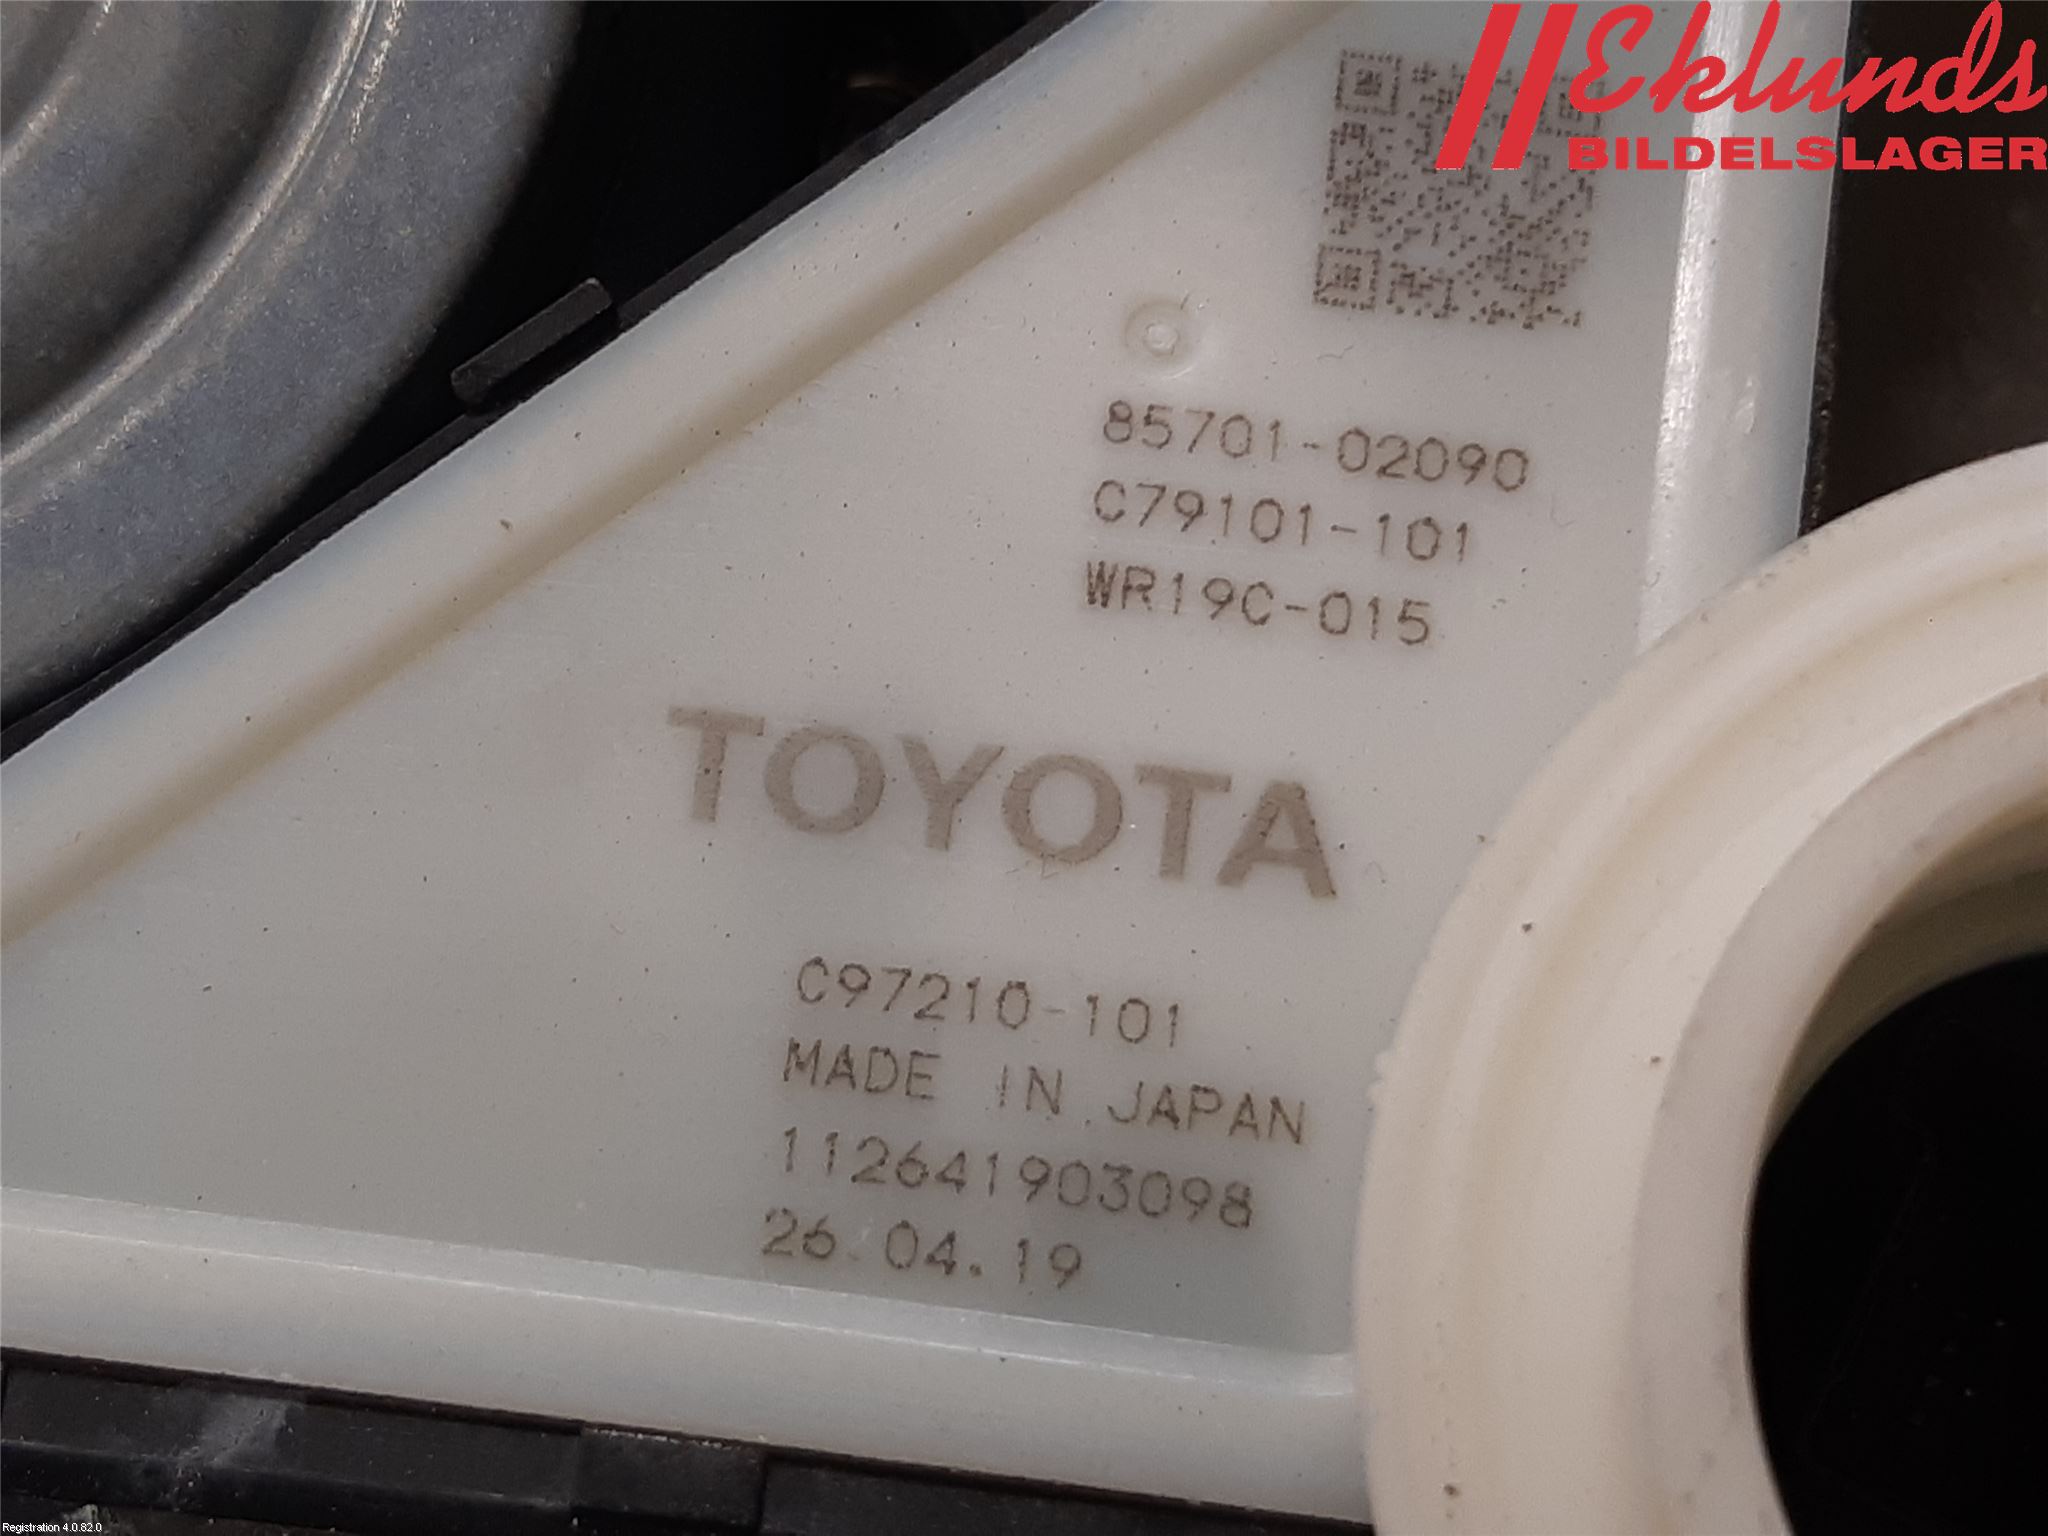 Eklunds
BILDELSLAGER
85701-02090
C79101-101
WR19C-015
TOYOTA
C97210-101
MADE IN JAPAN
112641903098
26.04.19
Registration 4.0.82.0